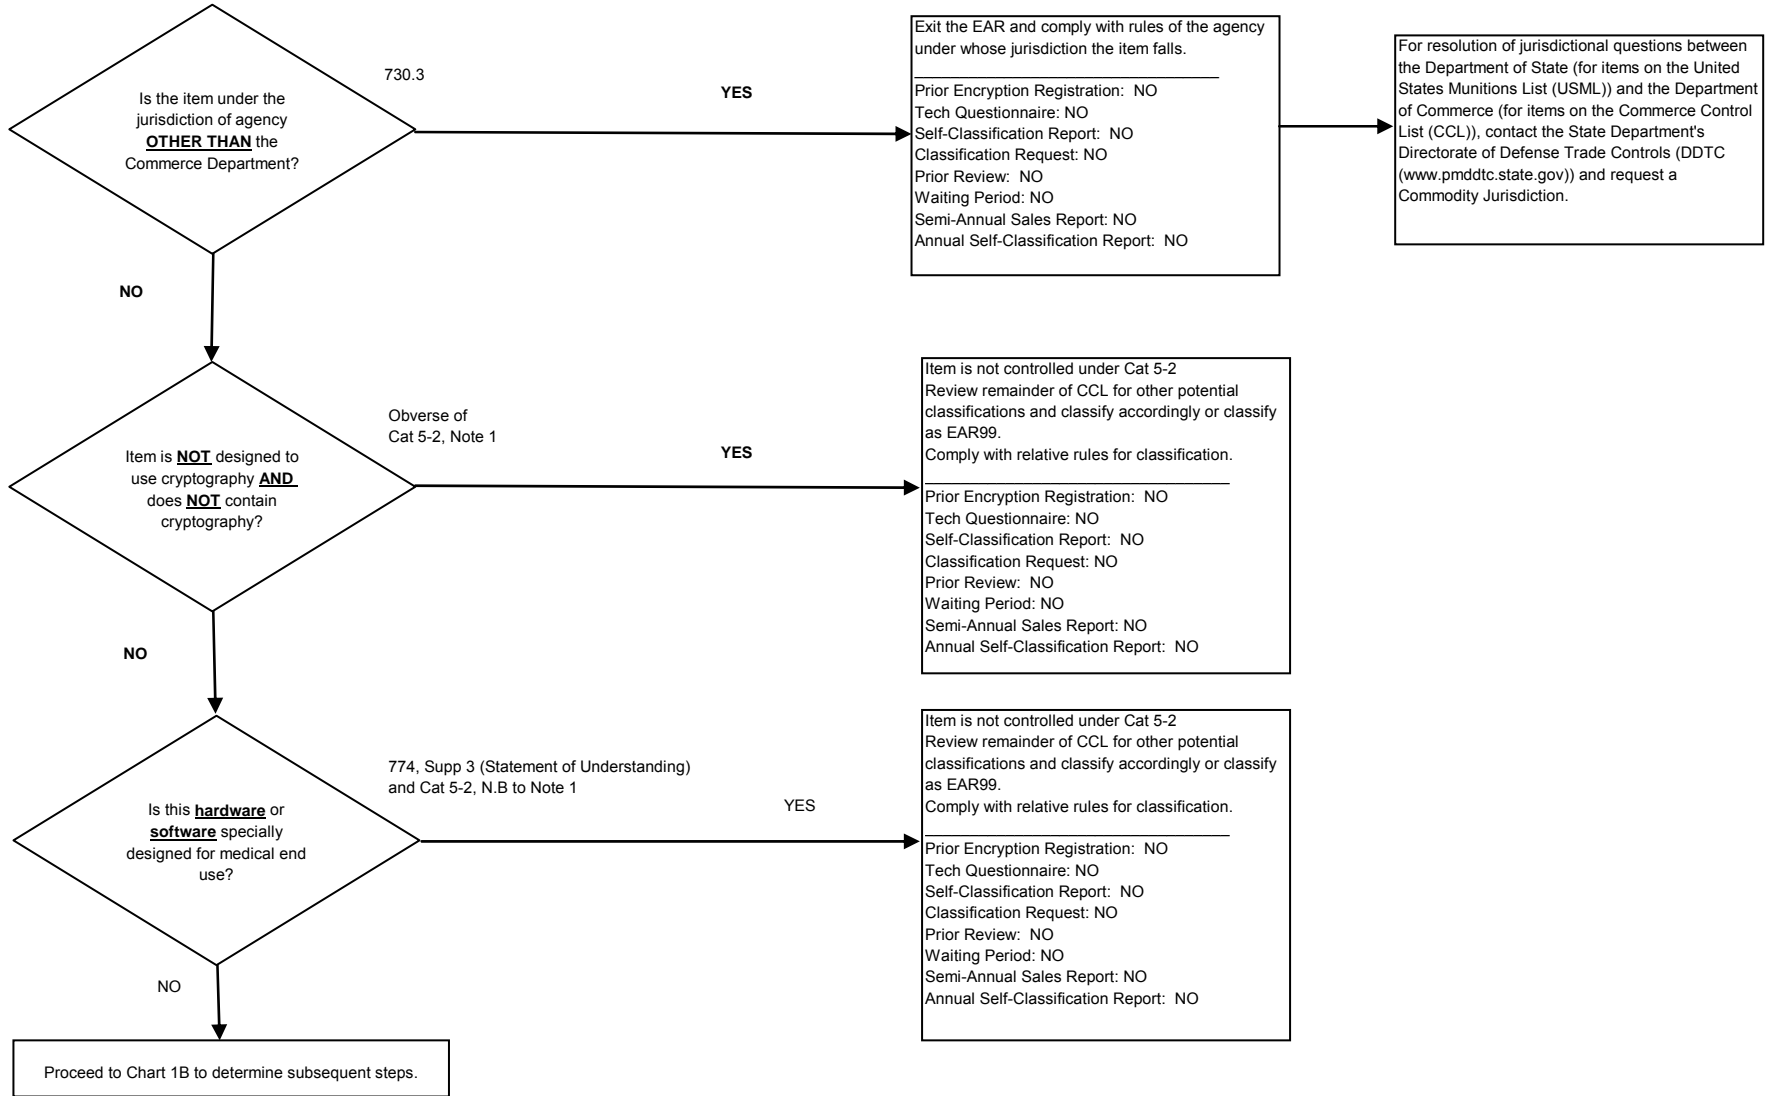 Is the item under the
jurisdiction of agency
OTHER THAN the
Commerce Department?
730.3
YES
Exit the EAR and comply with rules of the agency
under whose jurisdiction the item falls.
Prior Encryption Registration: NO
Tech Questionnaire: NO
Self-Classification Report: NO
Classification Request: NO
Prior Review: NO
Waiting Period: NO
Semi-Annual Sales Report: NO
Annual Self-Classification Report: NO
For resolution of jurisdictional questions between
the Department of State (for items on the United
States Munitions List (USML)) and the Department
of Commerce (for items on the Commerce Control
List (CCL)), contact the State Department's
Directorate of Defense Trade Controls (DDTC
(www.pmddtc.state.gov)) and request a
Commodity Jurisdiction.
NO
Item is NOT designed to
use cryptography AND
does NOT contain
cryptography?
Obverse of
Cat 5-2, Note 1
YES
Item is not controlled under Cat 5-2
Review remainder of CCL for other potential
classifications and classify accordingly or classify
as EAR99.
Comply with relative rules for classification.
Prior Encryption Registration: NO
Tech Questionnaire: NO
Self-Classification Report: NO
Classification Request: NO
Prior Review: NO
Waiting Period: NO
Semi-Annual Sales Report: NO
Annual Self-Classification Report: NO
NO
Is this hardware or
software specially
designed for medical end
use?
774, Supp 3 (Statement of Understanding)
and Cat 5-2, N.B to Note 1
YES
Item is not controlled under Cat 5-2
Review remainder of CCL for other potential
classifications and classify accordingly or classify
as EAR99.
Comply with relative rules for classification.
Prior Encryption Registration: NO
Tech Questionnaire: NO
Self-Classification Report: NO
Classification Request: NO
Prior Review: NO
Waiting Period: NO
Semi-Annual Sales Report: NO
Annual Self-Classification Report: NO
NO
Proceed to Chart 1B to determine subsequent steps.